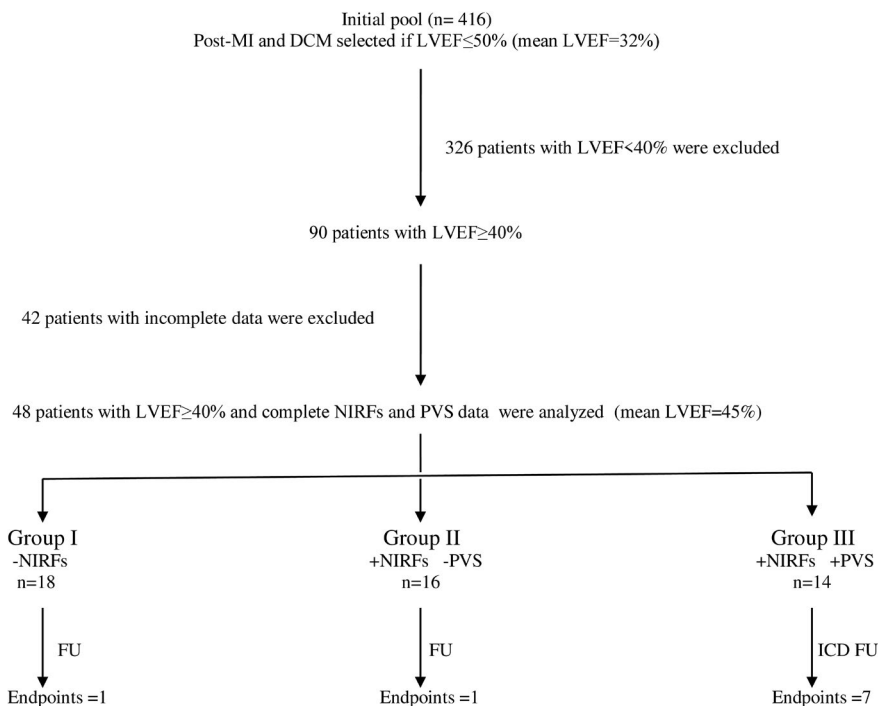 Initial pool (n= 416)
Post-MI and DCM selected if LVEF≤50% (mean LVEF=32%)
326 patients with LVEF<40% were excluded
90 patients with LVEF≥40%
42 patients with incomplete data were excluded
48 patients with LVEF≥40% and complete NIRFs and PVS data were analyzed (mean LVEF=45%)
Group I
-NIRFs
n=18
Group II
+NIRFs -PVS
n=16
Group III
+NIRFs +PVS
n=14
FU
FU
ICD FU
Endpoints =1
Endpoints =1
Endpoints =7